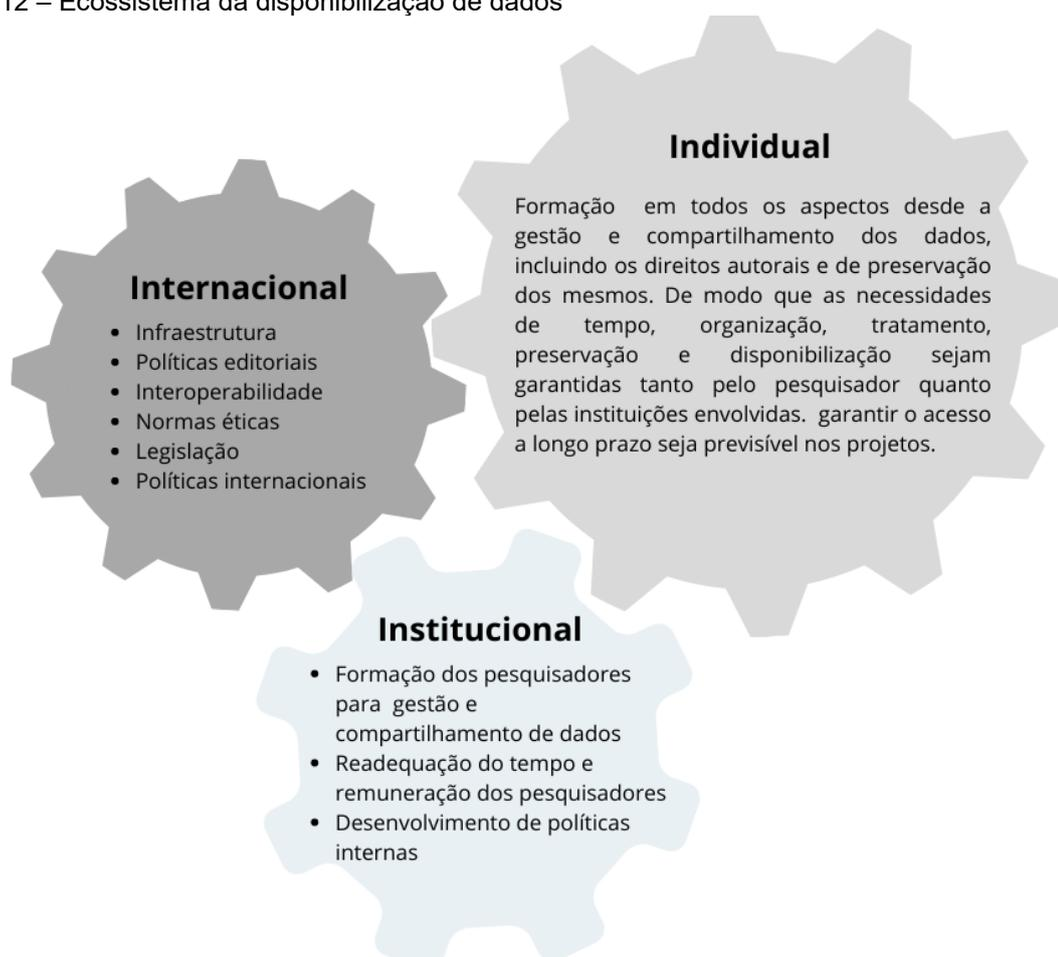 12 – Ecossistema da disponibilização de dados
Individual
Formação em todos os aspectos desde a
gestão e compartilhamento dos dados,
incluindo os direitos autorais e de preservação
dos mesmos. De modo que as necessidades
de tempo, organização, tratamento,
preservação e disponibilização sejam
garantidas tanto pelo pesquisador quanto
pelas instituições envolvidas. garantir o acesso
a longo prazo seja previsível nos projetos.
Internacional
• Infraestrutura
• Políticas editoriais
• Interoperabilidade
• Normas éticas
• Legislação
• Políticas internacionais
Institucional
• Formação dos pesquisadores
para gestão e
compartilhamento de dados
• Readequação do tempo e
remuneração dos pesquisadores
• Desenvolvimento de políticas
internas